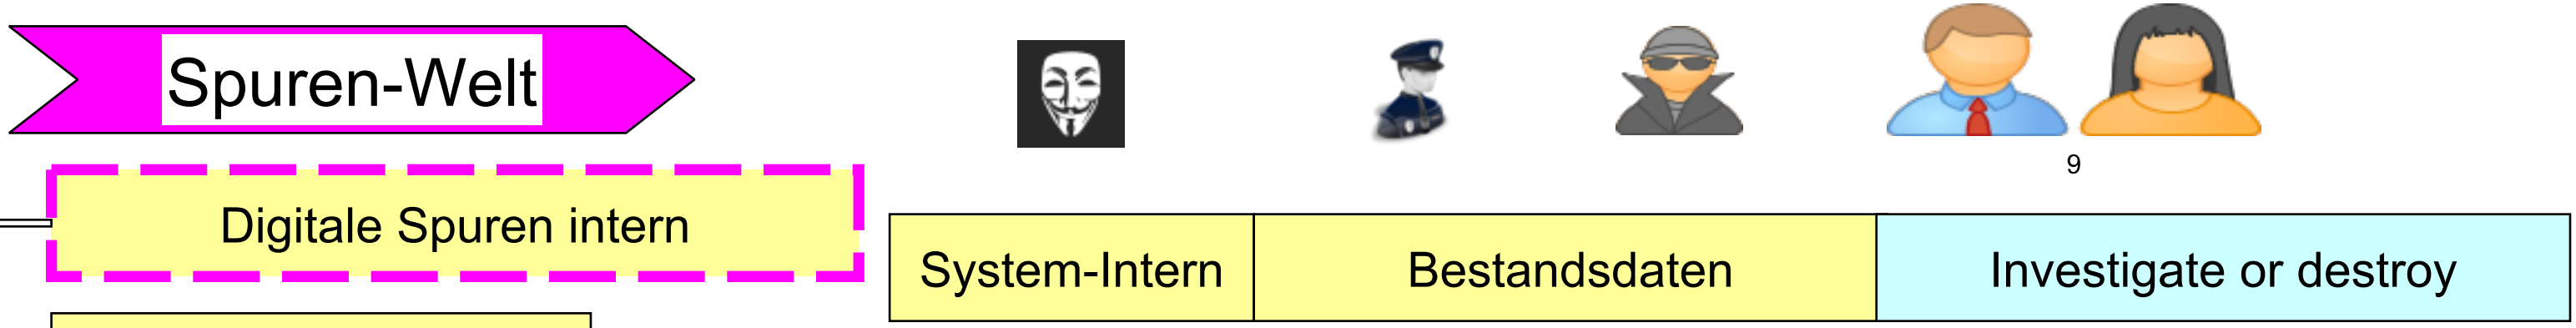 Spuren-Welt
9
Digitale Spuren intern
System-Intern
Bestandsdaten
Investigate or destroy